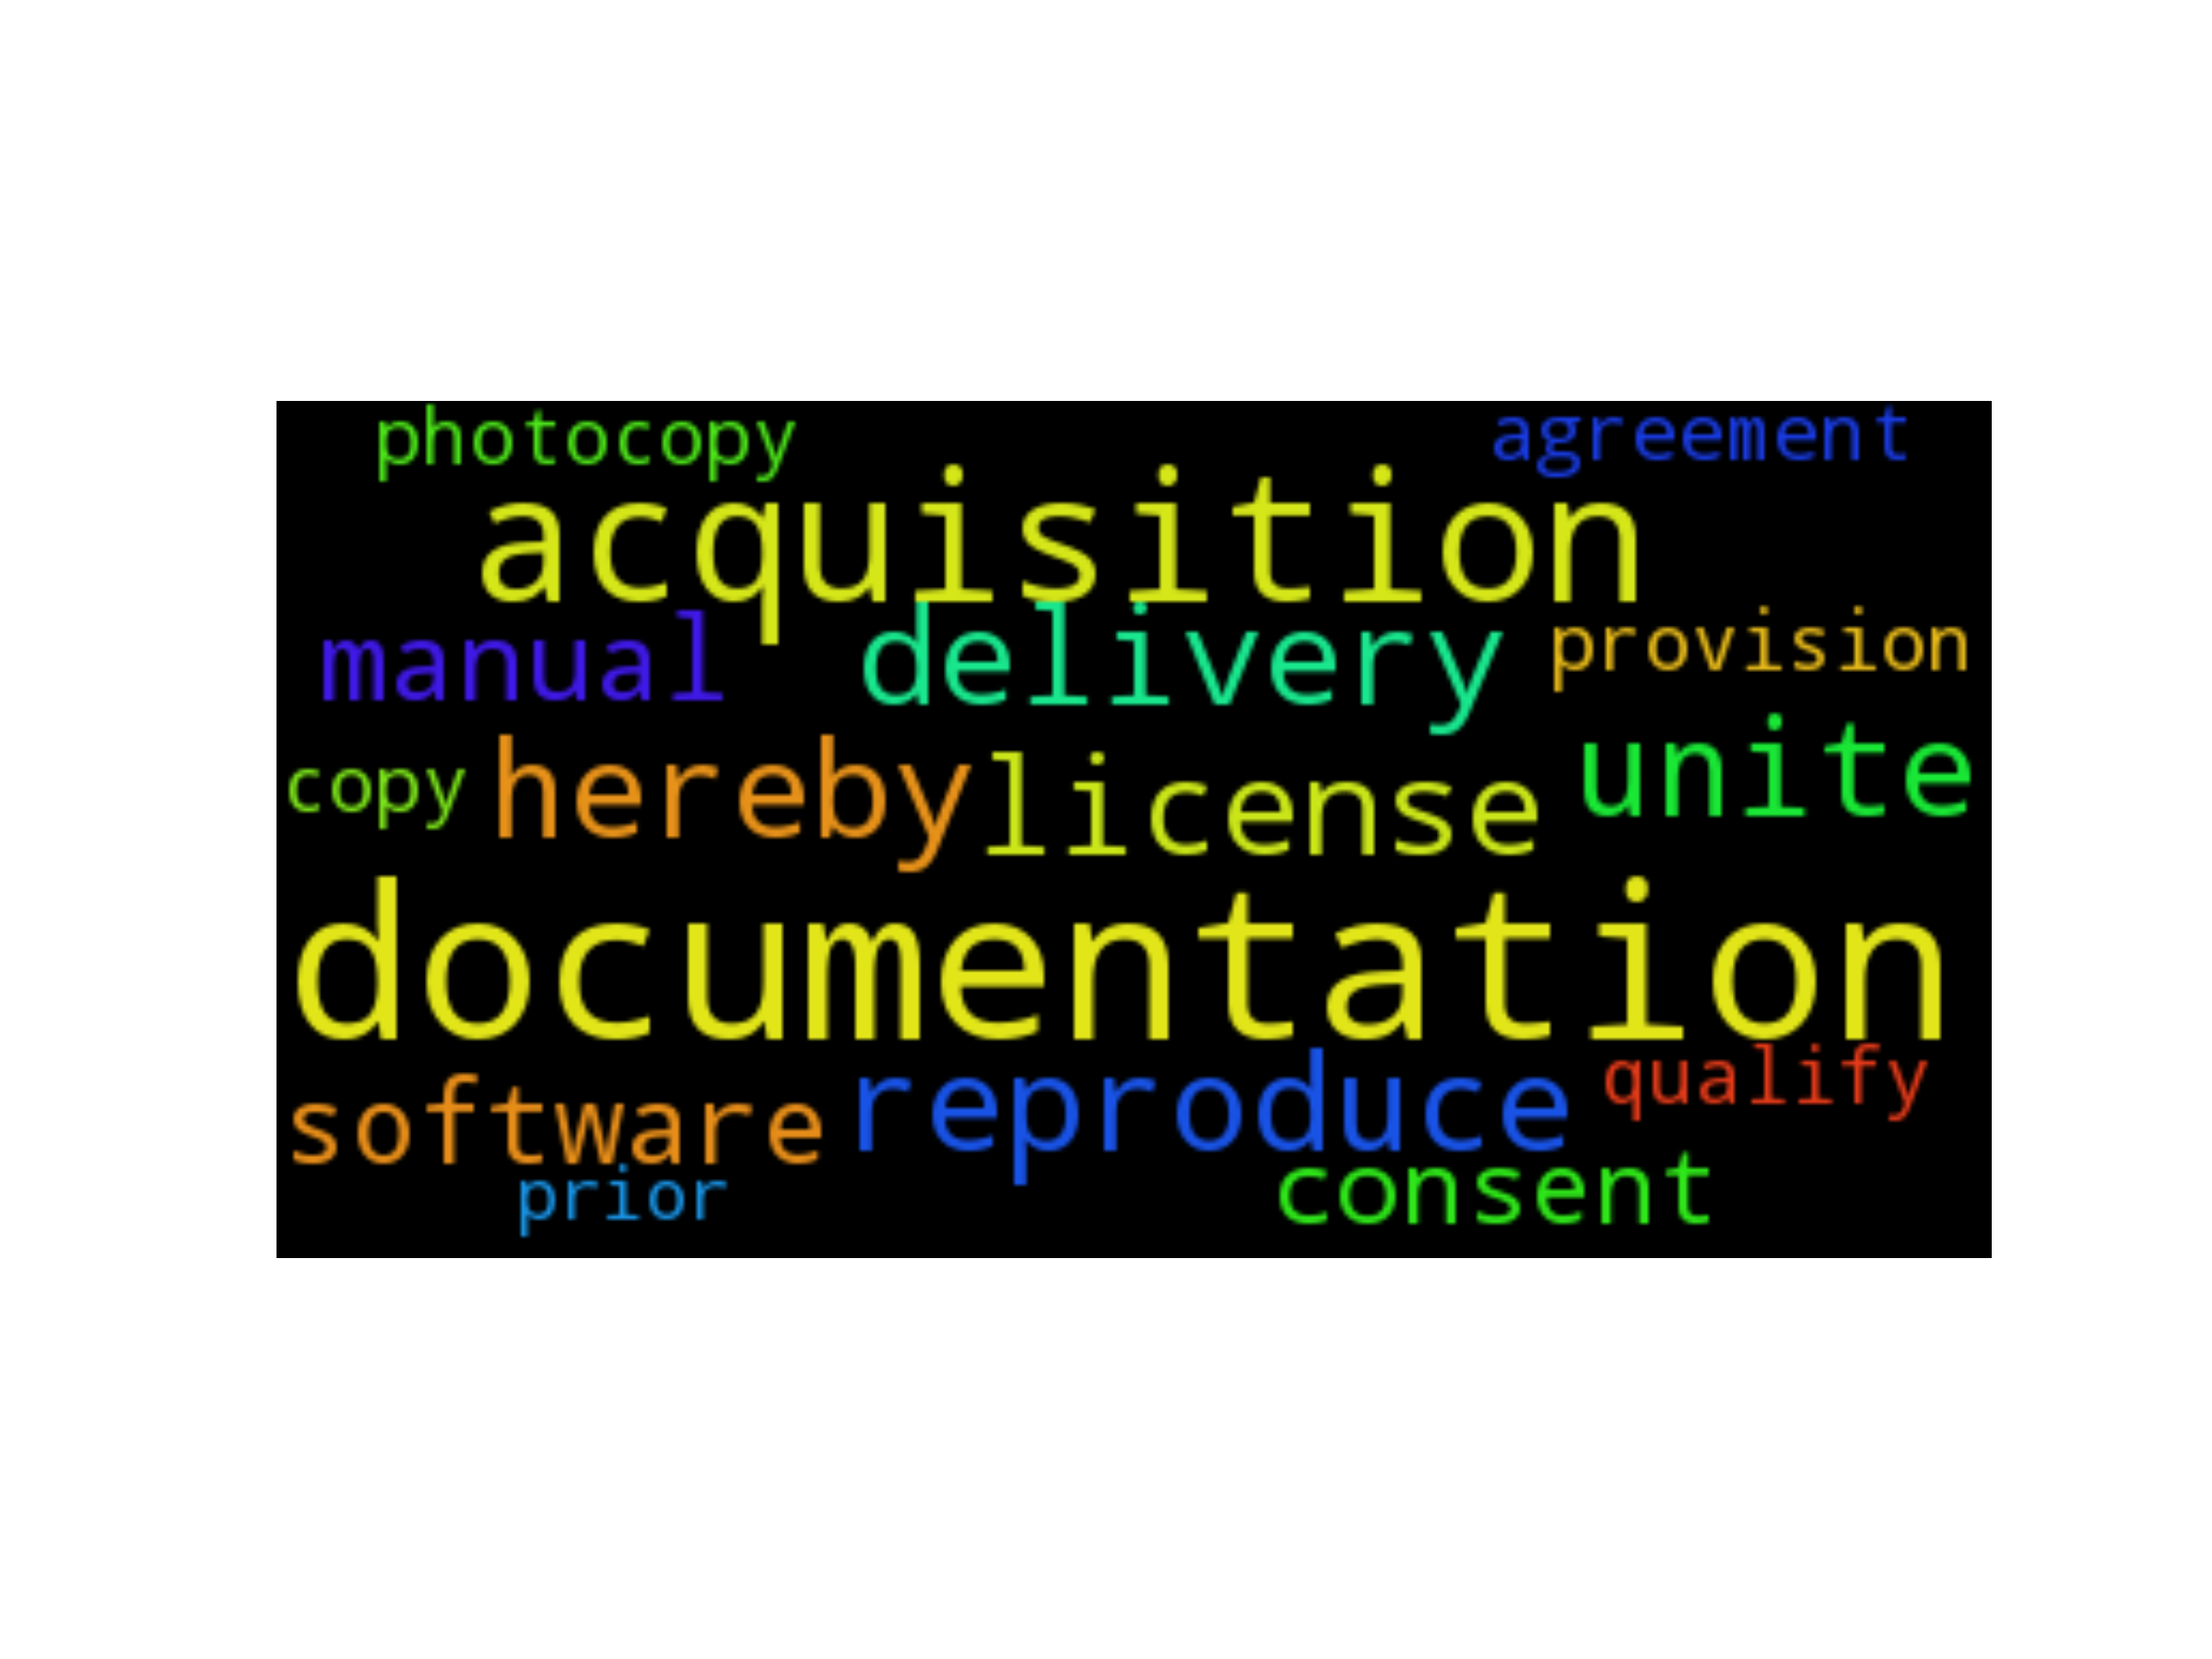 photocopy agreement
acquisition
manual delivery provision
copy hereby license unite
documentation
software reproduce qualify
prior consent